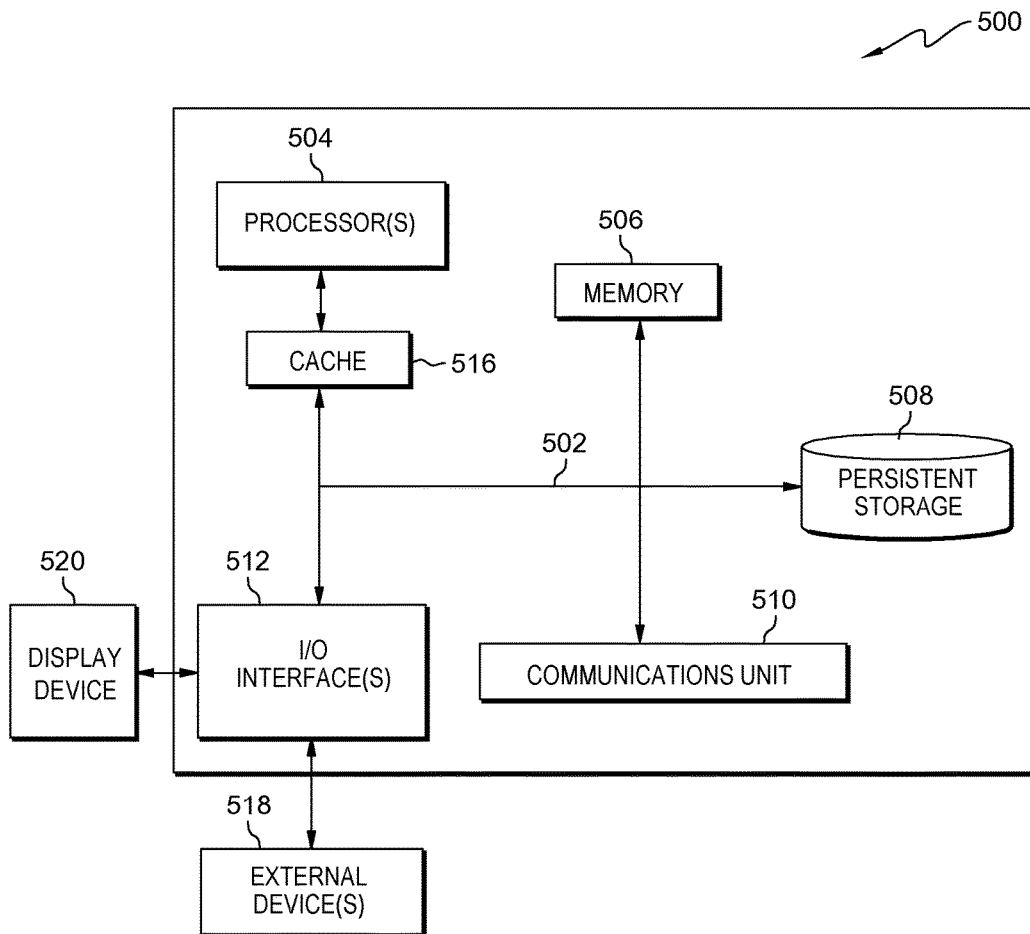 500
504
PROCESSOR(S)
506
MEMORY
CACHE
516
508
502
PERSISTENT
STORAGE
520
512
510
DISPLAY
DEVICE
I/O
INTERFACE(S)
COMMUNICATIONS UNIT
518
EXTERNAL
DEVICE(S)